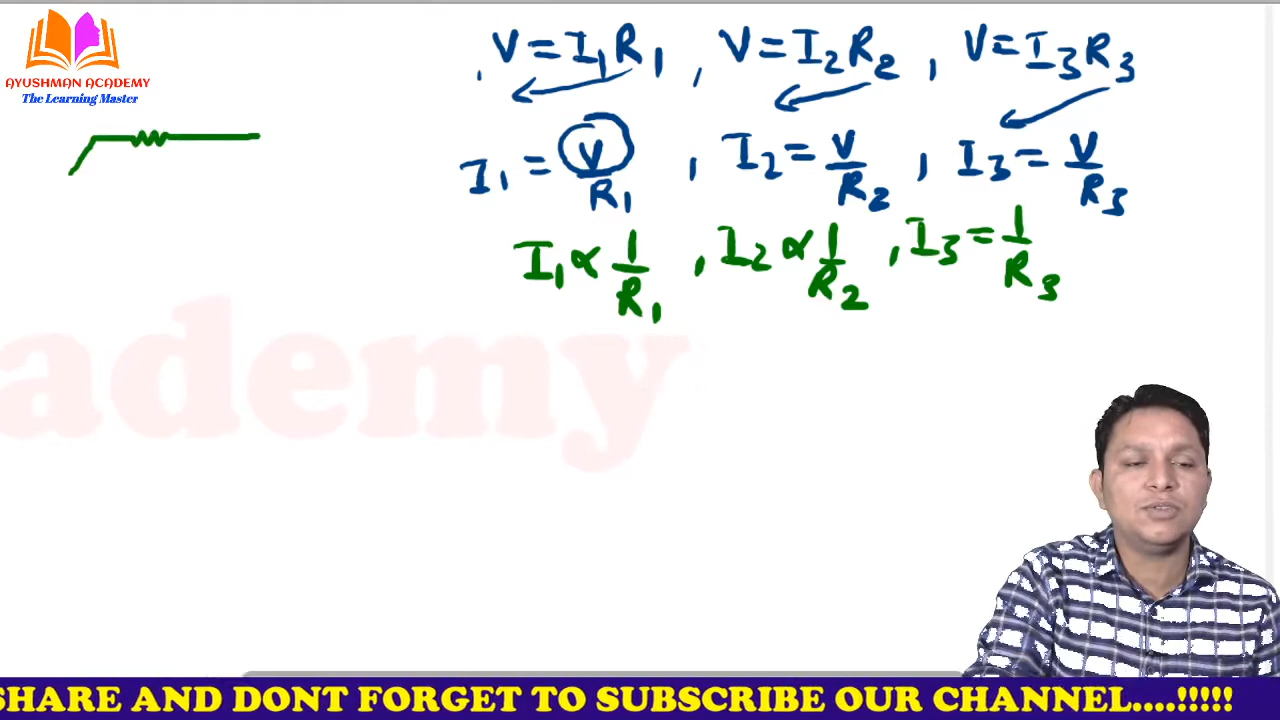 AYUSHMAN ACADEMY
The Learning Master
, V = I₁R₁ , V = I₂R₂ , V = I₃R₃
I₁ = V/R₁ , I₂ = V/R₂ , I₃ = V/R₃
I₁ ∝ 1/R₁ , I₂ ∝ 1/R₂ , I₃ = 1/R₃
ademy
SHARE AND DONT FORGET TO SUBSCRIBE OUR CHANNEL....!!!!!